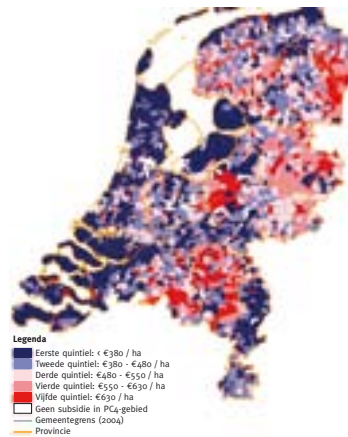 Legenda
Eerste quintiel: < €380 / ha
Tweede quintiel: €380 - €480 / ha
Derde quintiel: €480 - €550 / ha
Vierde quintiel: €550 - €630 / ha
Vijfde quintiel: €630 / ha
Geen subsidie in PC4-gebied
Gemeentegrens (2004)
Provincie